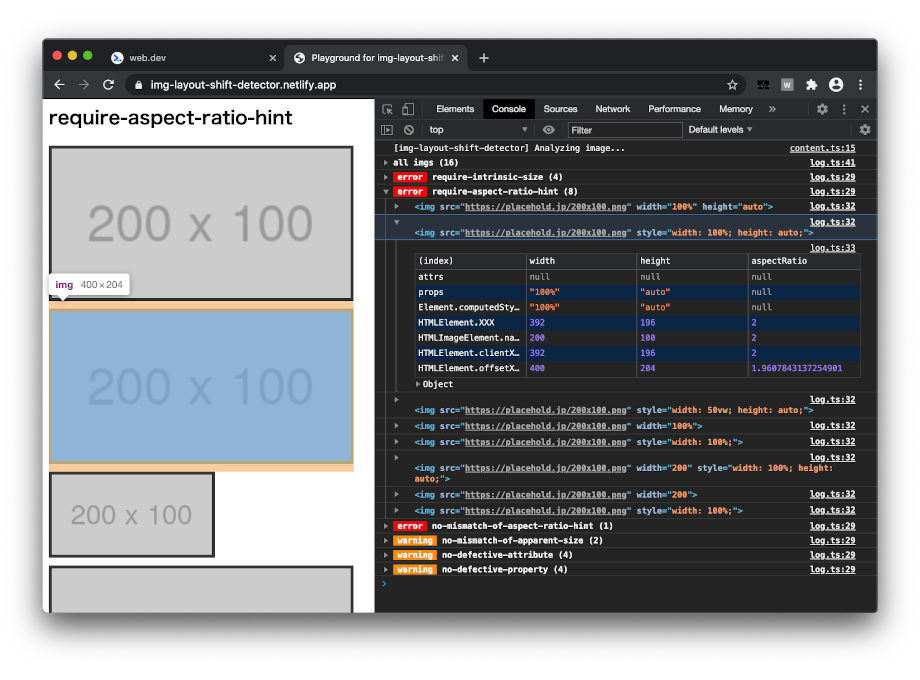 web.dev
Playground for img-layout-shif
img-layout-shift-detector.netlify.app
require-aspect-ratio-hint
200 x 100
img 400 × 204
200 x 100
200 x 100
Elements Console Sources Network Performance Memory »
top Filter Default levels
[img-layout-shift-detector] Analyzing image... content.ts:15
all imgs (16) log.ts:41
error require-intrinsic-size (4) log.ts:29
error require-aspect-ratio-hint (8) log.ts:29
<img src="https://placehold.jp/200x100.png" width="100%" height="auto"> log.ts:32
log.ts:32
<img src="https://placehold.jp/200x100.png" style="width: 100%; height: auto;">
log.ts:33
(index) width height aspectRatio
attrs null null null
props "100%" "auto" null
Element.computedSty… "100%" "auto" null
HTMLElement.XXX 392 196 2
HTMLImageElement.na… 200 100 2
HTMLElement.clientX… 392 196 2
HTMLElement.offsetX… 400 204 1.9607843137254901
Object
log.ts:32
<img src="https://placehold.jp/200x100.png" style="width: 50vw; height: auto;">
<img src="https://placehold.jp/200x100.png" width="100%"> log.ts:32
<img src="https://placehold.jp/200x100.png" style="width: 100%;"> log.ts:32
log.ts:32
<img src="https://placehold.jp/200x100.png" width="200" style="width: 100%; height:
auto;">
<img src="https://placehold.jp/200x100.png" width="200"> log.ts:32
<img src="https://placehold.jp/200x100.png" style="width: 100%;"> log.ts:32
error no-mismatch-of-aspect-ratio-hint (1) log.ts:29
warning no-mismatch-of-apparent-size (2) log.ts:29
warning no-defective-attribute (4) log.ts:29
warning no-defective-property (4) log.ts:29